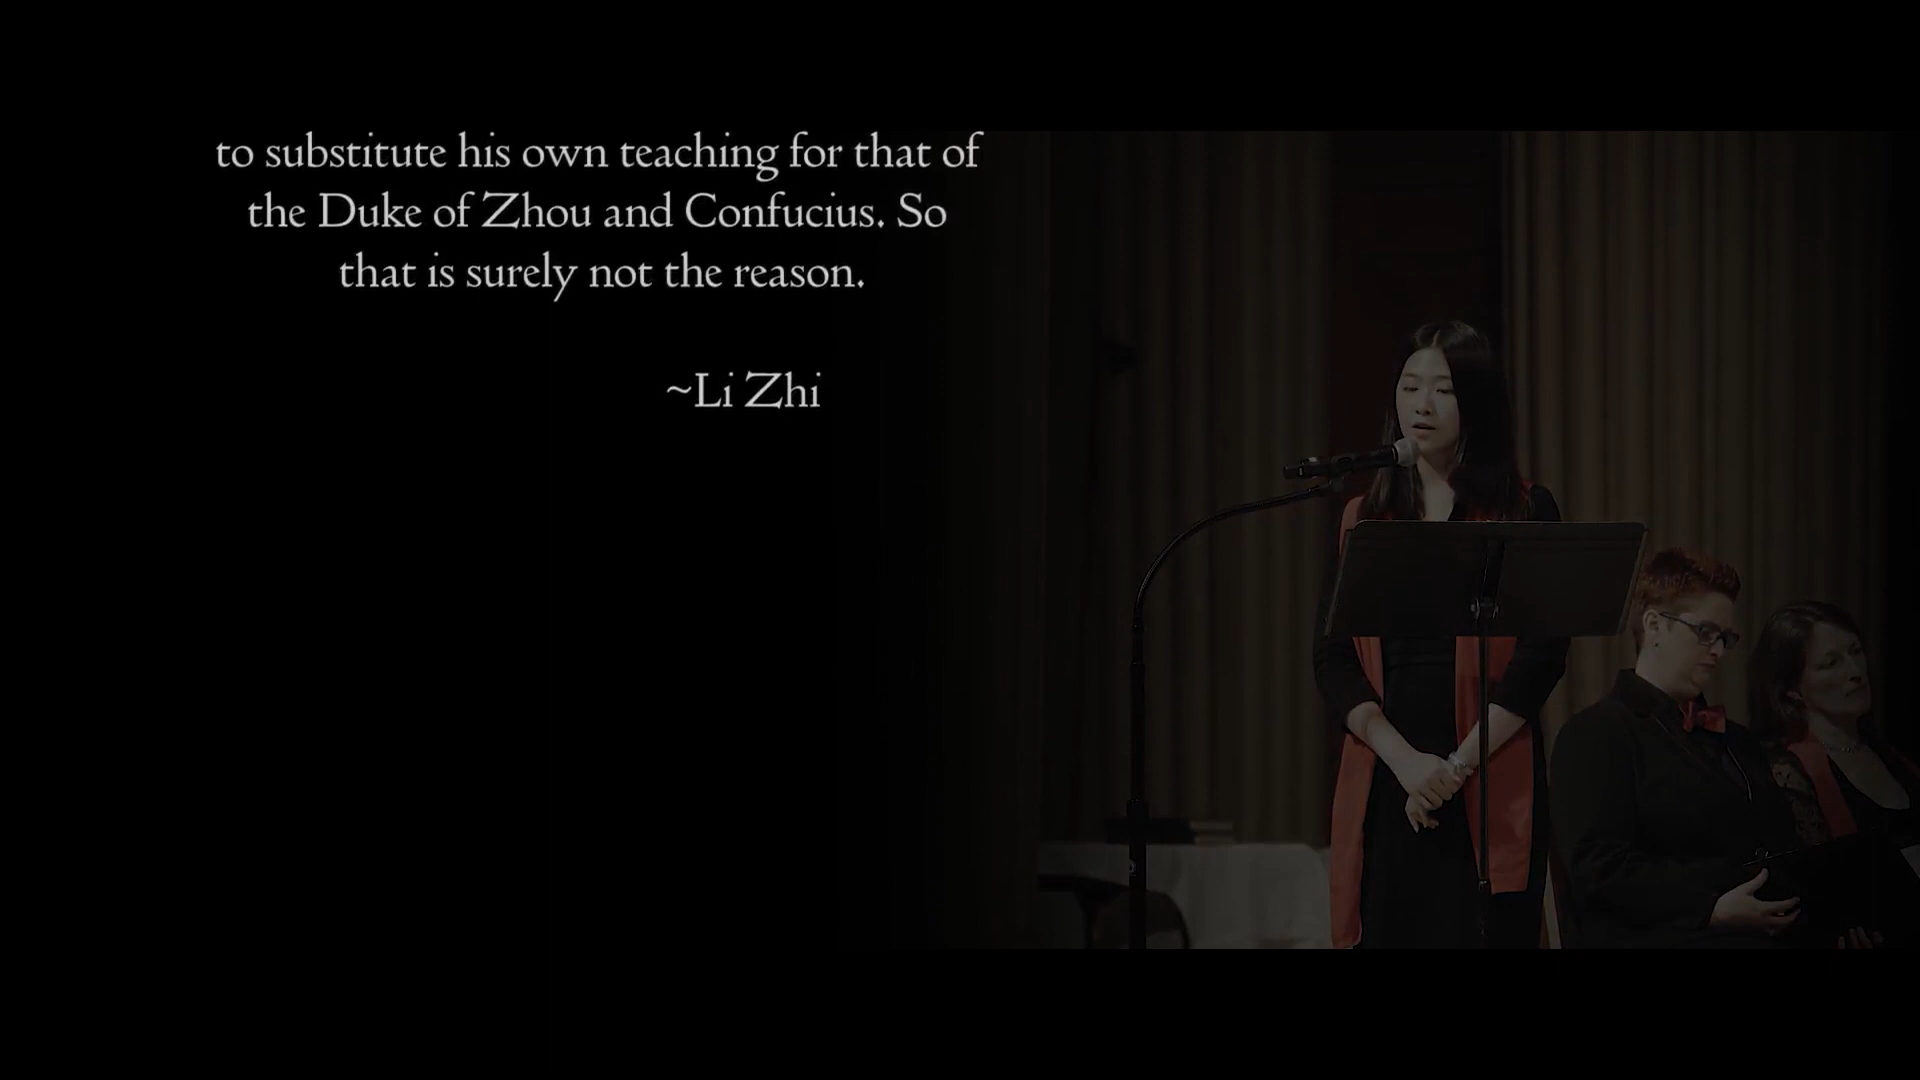 to substitute his own teaching for that of
the Duke of Zhou and Confucius. So
that is surely not the reason.
~Li Zhi